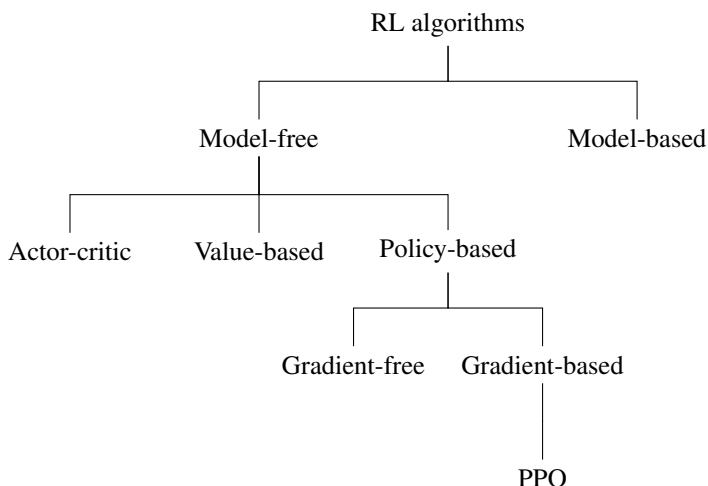 RL algorithms
Model-free Model-based
Actor-critic Value-based Policy-based
Gradient-free Gradient-based
PPO